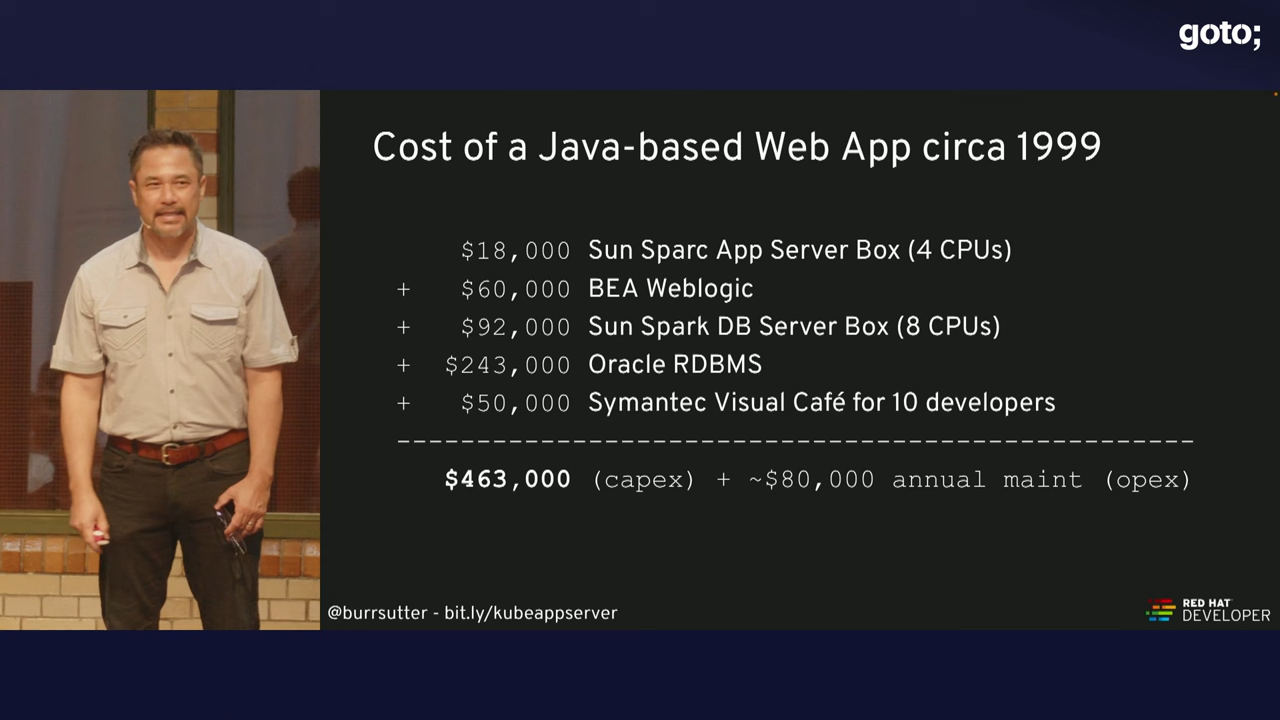 goto;
Cost of a Java-based Web App circa 1999
$18,000 Sun Sparc App Server Box (4 CPUs)
+ $60,000 BEA Weblogic
+ $92,000 Sun Spark DB Server Box (8 CPUs)
+ $243,000 Oracle RDBMS
+ $50,000 Symantec Visual Café for 10 developers
---------------------------------------------------
$463,000 (capex) + ~$80,000 annual maint (opex)
@burrsutter - bit.ly/kubeappserver
RED HAT
DEVELOPER